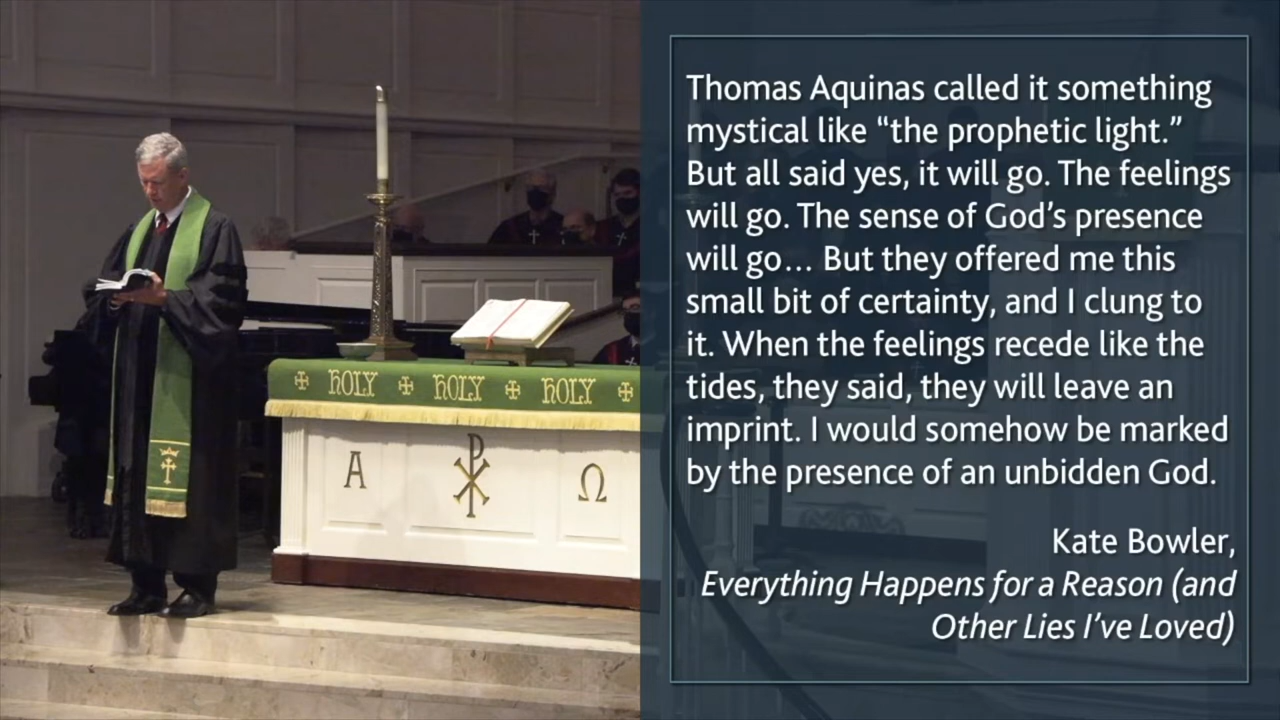 HOLY HOLY HOLY
Α ☧ Ω
Thomas Aquinas called it something
mystical like “the prophetic light.”
But all said yes, it will go. The feelings
will go. The sense of God’s presence
will go… But they offered me this
small bit of certainty, and I clung to
it. When the feelings recede like the
tides, they said, they will leave an
imprint. I would somehow be marked
by the presence of an unbidden God.
Kate Bowler,
Everything Happens for a Reason (and
Other Lies I’ve Loved)